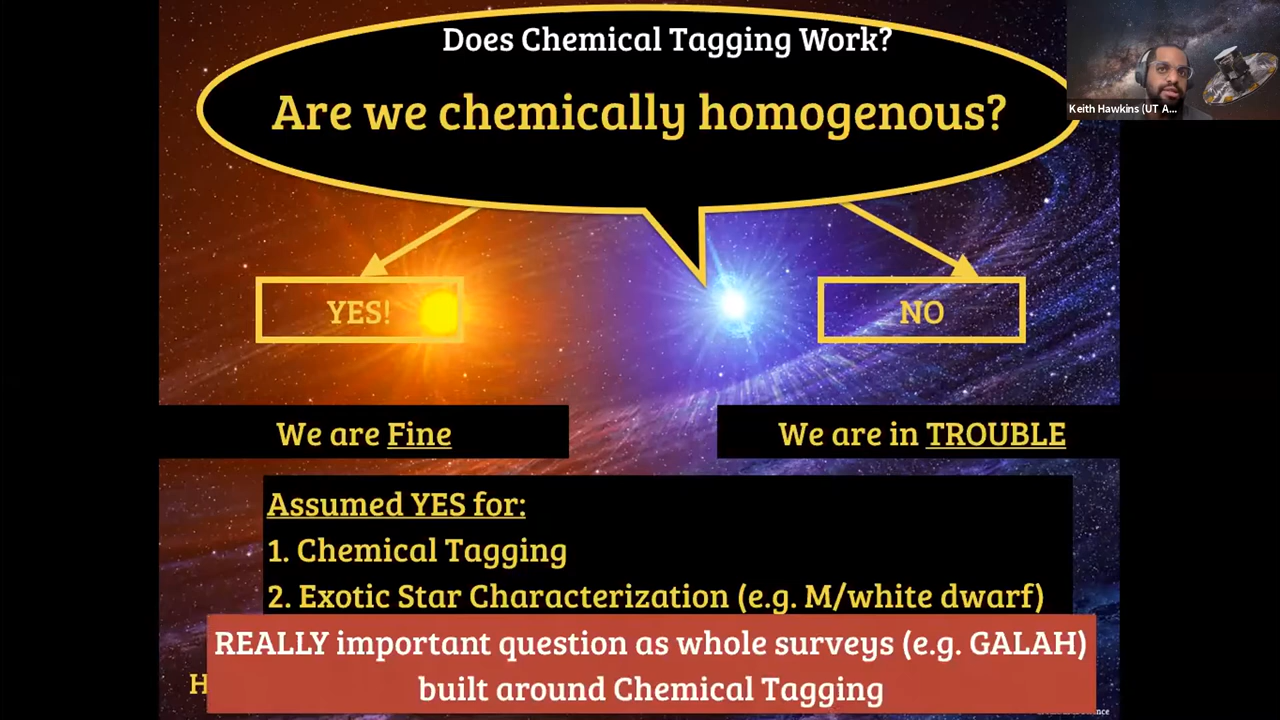 Does Chemical Tagging Work?
Are we chemically homogenous?
Keith Hawkins (UT A...
YES!
NO
We are Fine
We are in TROUBLE
Assumed YES for:
1. Chemical Tagging
2. Exotic Star Characterization (e.g. M/white dwarf)
REALLY important question as whole surveys (e.g. GALAH)
built around Chemical Tagging